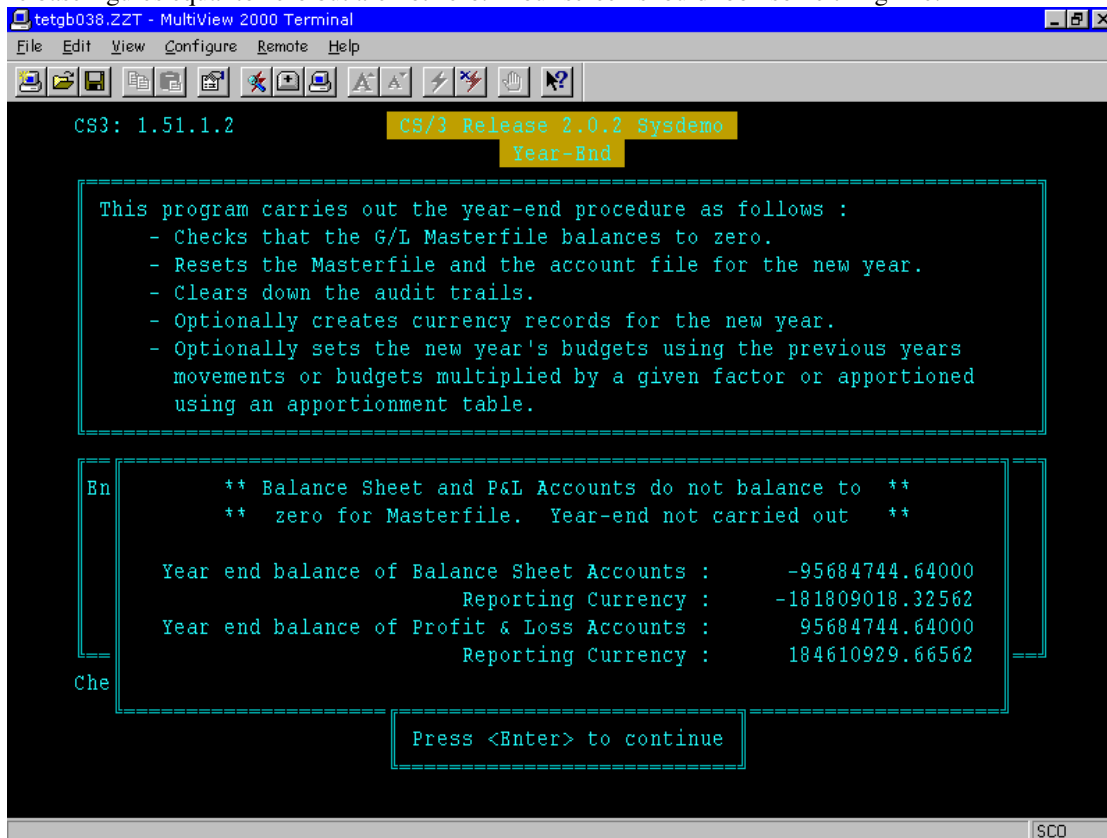 tetgb038.ZZT - MultiView 2000 Terminal
File Edit View Configure Remote Help
CS3: 1.51.1.2
CS/3 Release 2.0.2 Sysdemo
Year-End
This program carries out the year-end procedure as follows :
- Checks that the G/L Masterfile balances to zero.
- Resets the Masterfile and the account file for the new year.
- Clears down the audit trails.
- Optionally creates currency records for the new year.
- Optionally sets the new year's budgets using the previous years
movements or budgets multiplied by a given factor or apportioned
using an apportionment table.
En
** Balance Sheet and P&L Accounts do not balance to **
** zero for Masterfile. Year-end not carried out **
Year end balance of Balance Sheet Accounts : -95684744.64000
Reporting Currency : -181809018.32562
Year end balance of Profit & Loss Accounts : 95684744.64000
Reporting Currency : 184610929.66562
Che
Press <Enter> to continue
SCO